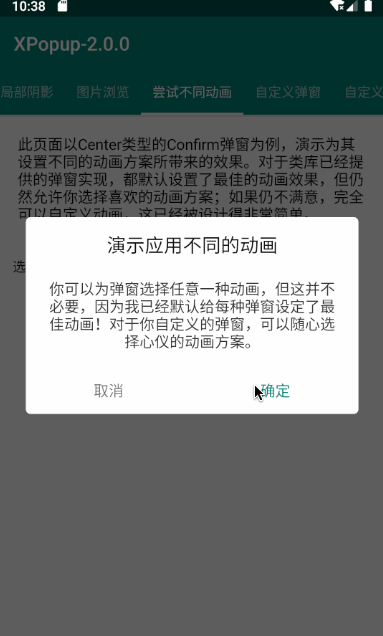 10:38
XPopup-2.0.0
局部阴影 图片浏览 尝试不同动画 自定义弹窗 自定义
此页面以Center类型的Confirm弹窗为例，演示为其
设置不同的动画方案所带来的效果。对于类库已经提
供的弹窗实现，都默认设置了最佳的动画效果，但仍
然允许你选择喜欢的动画方案；如果仍不满意，完全
可以自定义动画，这已经被设计得非常简单。
选
演示应用不同的动画
你可以为弹窗选择任意一种动画，但这并不
必要，因为我已经默认给每种弹窗设定了最
佳动画！对于你自定义的弹窗，可以随心选
择心仪的动画方案。
取消 确定